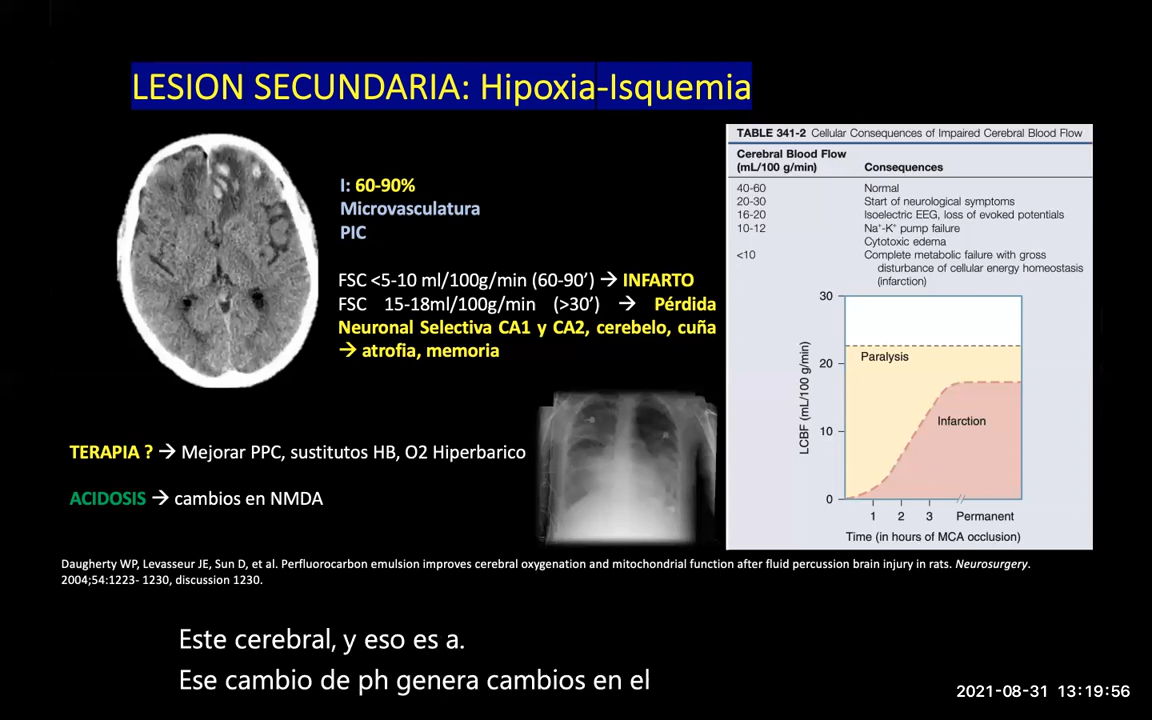 LESION SECUNDARIA: Hipoxia-Isquemia
I: 60-90%
Microvasculatura
PIC
FSC <5-10 ml/100g/min (60-90’) → INFARTO
FSC 15-18ml/100g/min (>30’) → Pérdida
Neuronal Selectiva CA1 y CA2, cerebelo, cuña
→ atrofia, memoria
TERAPIA ? → Mejorar PPC, sustitutos HB, O2 Hiperbarico
ACIDOSIS → cambios en NMDA
TABLE 341-2 Cellular Consequences of Impaired Cerebral Blood Flow
Cerebral Blood Flow
(mL/100 g/min) Consequences
40-60 Normal
20-30 Start of neurological symptoms
16-20 Isoelectric EEG, loss of evoked potentials
10-12 Na⁺-K⁺ pump failure
Cytotoxic edema
<10 Complete metabolic failure with gross
disturbance of cellular energy homeostasis
(infarction)
30
20
10
0
LCBF (mL/100 g/min)
Paralysis
Infarction
1 2 3 Permanent
Time (in hours of MCA occlusion)
Daugherty WP, Levasseur JE, Sun D, et al. Perfluorocarbon emulsion improves cerebral oxygenation and mitochondrial function after fluid percussion brain injury in rats. Neurosurgery.
2004;54:1223- 1230, discussion 1230.
Este cerebral, y eso es a.
Ese cambio de ph genera cambios en el
2021-08-31 13:19:56